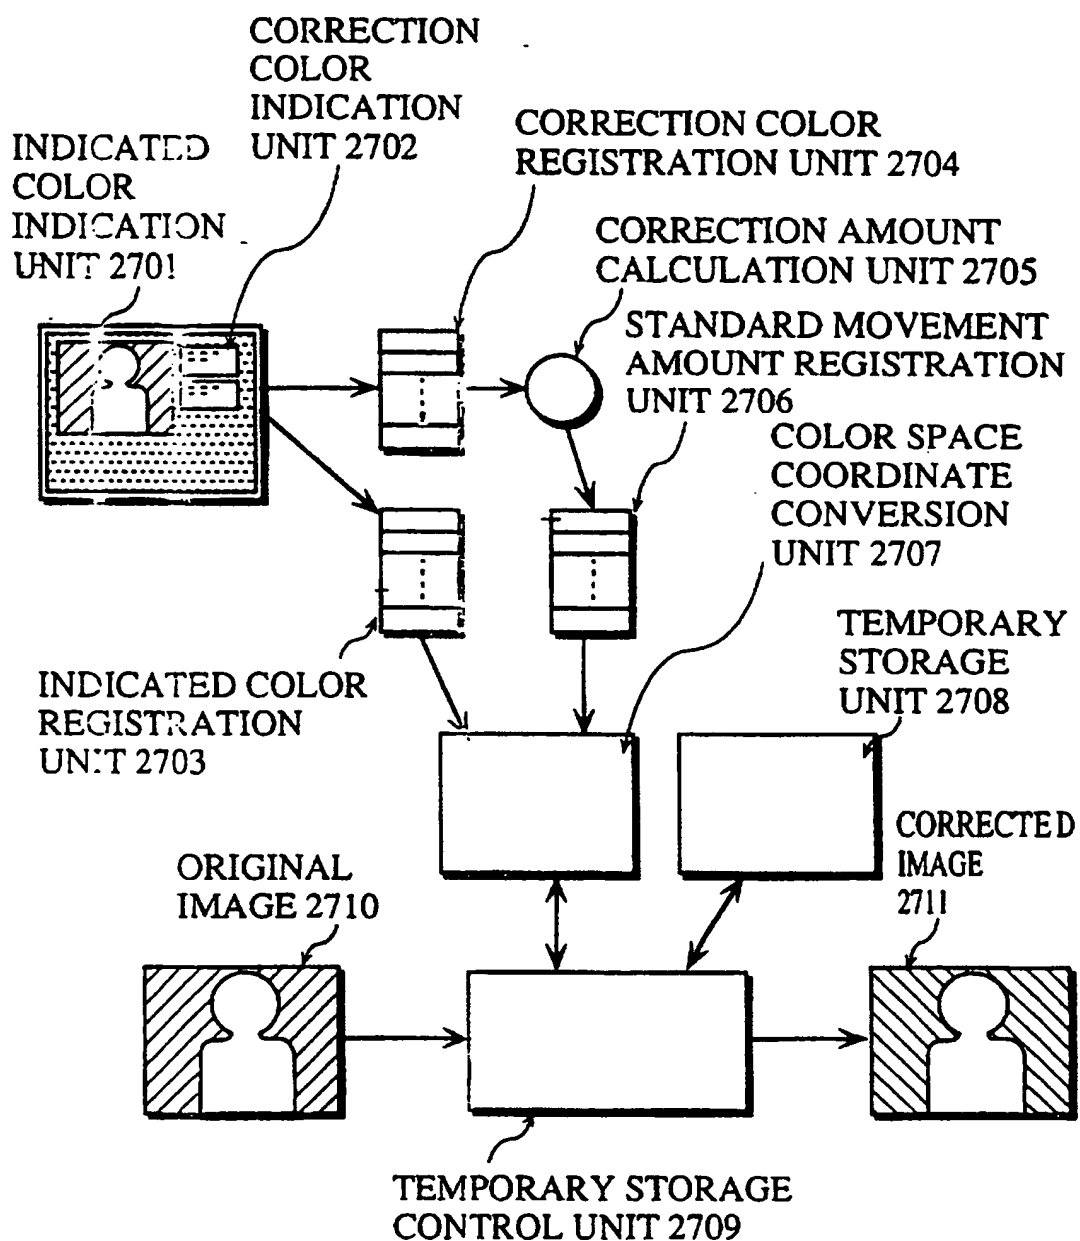 CORRECTION
COLOR
INDICATION
UNIT 2702
INDICATED
COLOR
INDICATION
UNIT 2701
CORRECTION COLOR
REGISTRATION UNIT 2704
CORRECTION AMOUNT
CALCULATION UNIT 2705
STANDARD MOVEMENT
AMOUNT REGISTRATION
UNIT 2706
COLOR SPACE
COORDINATE
CONVERSION
UNIT 2707
TEMPORARY
STORAGE
UNIT 2708
INDICATED COLOR
REGISTRATION
UNIT 2703
CORRECTED
IMAGE
2711
ORIGINAL
IMAGE 2710
TEMPORARY STORAGE
CONTROL UNIT 2709